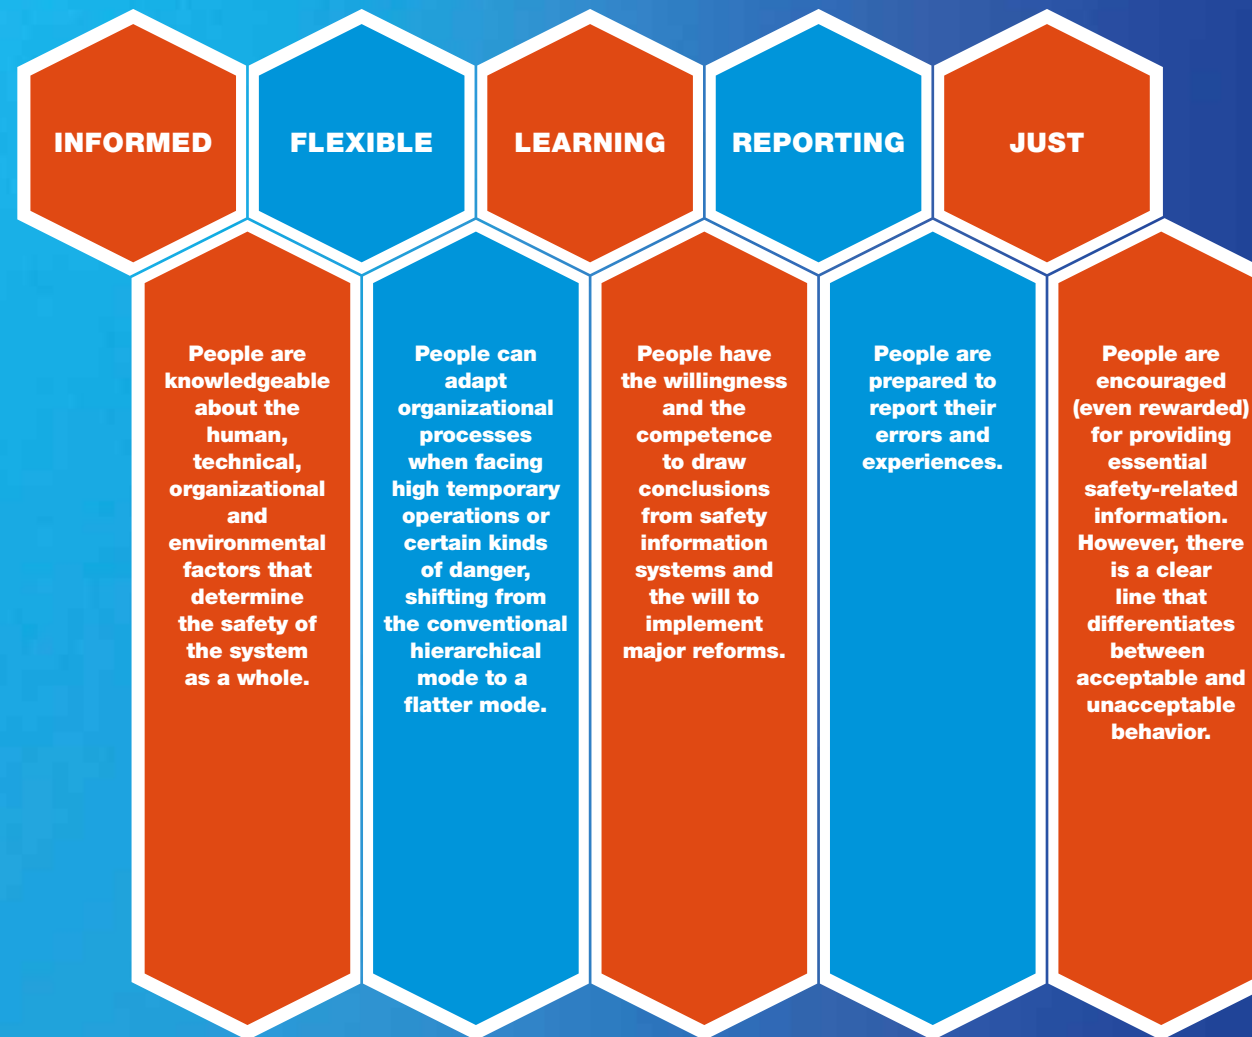 INFORMED
FLEXIBLE
LEARNING
REPORTING
JUST
People are
knowledgeable
about the
human,
technical,
organizational
and
environmental
factors that
determine
the safety of
the system
as a whole.
People can
adapt
organizational
processes
when facing
high temporary
operations or
certain kinds
of danger,
shifting from
the conventional
hierarchical
mode to a
flatter mode.
People have
the willingness
and the
competence
to draw
conclusions
from safety
information
systems and
the will to
implement
major reforms.
People are
prepared to
report their
errors and
experiences.
People are
encouraged
(even rewarded)
for providing
essential
safety-related
information.
However, there
is a clear
line that
differentiates
between
acceptable and
unacceptable
behavior.